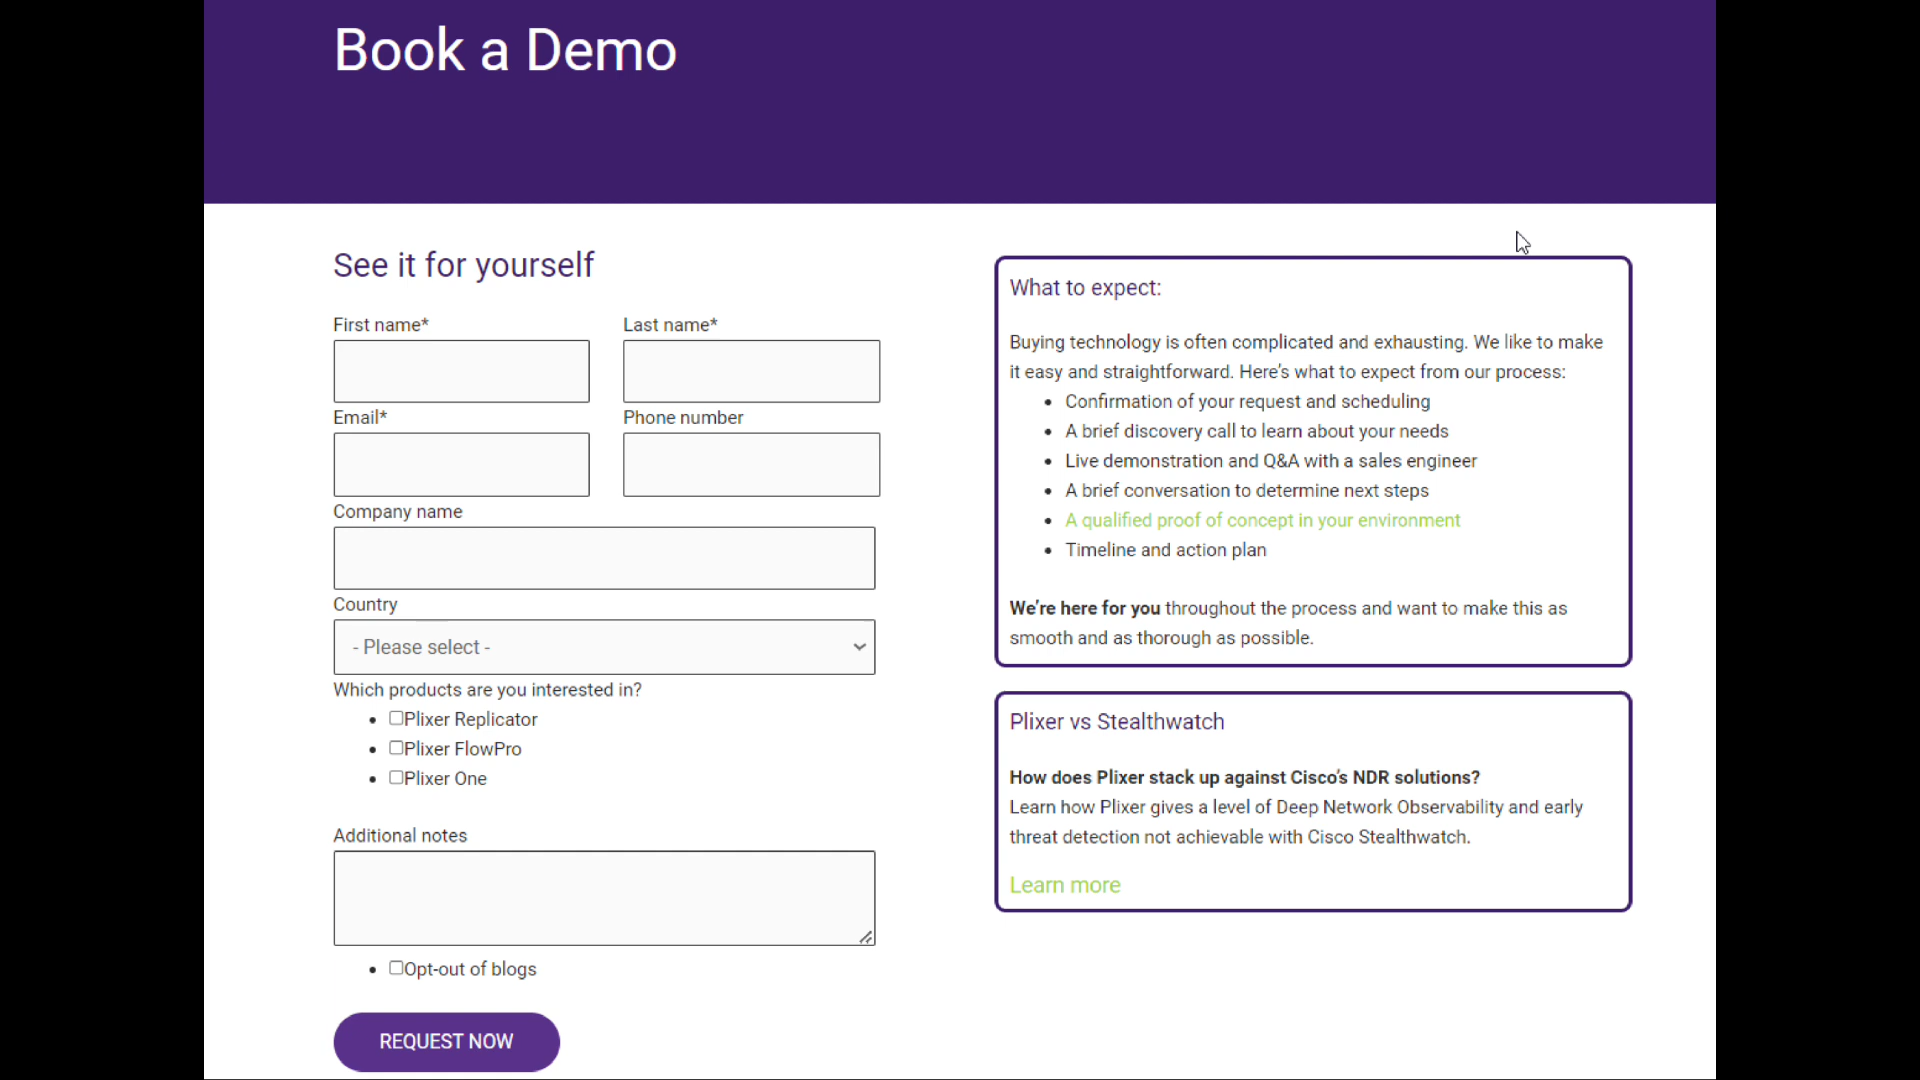 Book a Demo
See it for yourself
First name*
Last name*
Email*
Phone number
Company name
Country
- Please select -
Which products are you interested in?
Plixer Replicator
Plixer FlowPro
Plixer One
Additional notes
Opt-out of blogs
REQUEST NOW
What to expect:
Buying technology is often complicated and exhausting. We like to make
it easy and straightforward. Here's what to expect from our process:
Confirmation of your request and scheduling
A brief discovery call to learn about your needs
Live demonstration and Q&A with a sales engineer
A brief conversation to determine next steps
A qualified proof of concept in your environment
Timeline and action plan
We're here for you throughout the process and want to make this as
smooth and as thorough as possible.
Plixer vs Stealthwatch
How does Plixer stack up against Cisco's NDR solutions?
Learn how Plixer gives a level of Deep Network Observability and early
threat detection not achievable with Cisco Stealthwatch.
Learn more